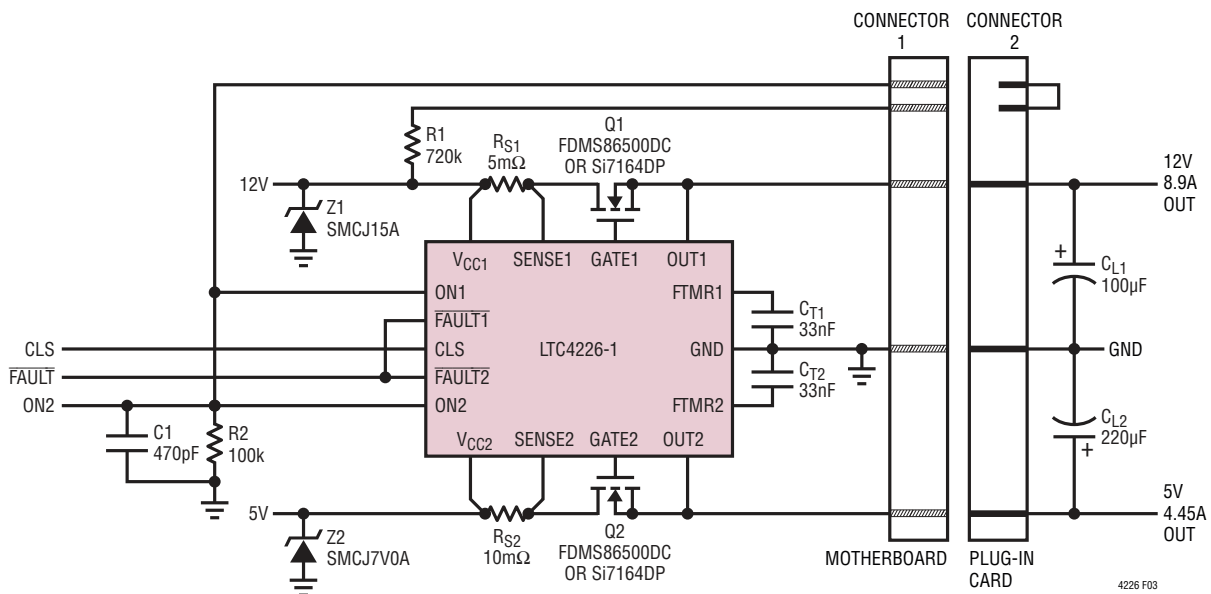 CONNECTOR
1
CONNECTOR
2
R1
720k
RS1
5mΩ
Q1
FDMS86500DC
OR Si7164DP
12V
Z1
SMCJ15A
12V
8.9A
OUT
VCC1
SENSE1
GATE1
OUT1
ON1
FTMR1
FAULT1
CT1
33nF
CL1
100µF
+
CLS
CLS
LTC4226-1
GND
GND
FAULT
FAULT2
CT2
33nF
ON2
ON2
FTMR2
C1
470pF
R2
100k
VCC2
SENSE2
GATE2
OUT2
CL2
220µF
+
5V
Z2
SMCJ7V0A
RS2
10mΩ
Q2
FDMS86500DC
OR Si7164DP
5V
4.45A
OUT
MOTHERBOARD
PLUG-IN
CARD
4226 F03